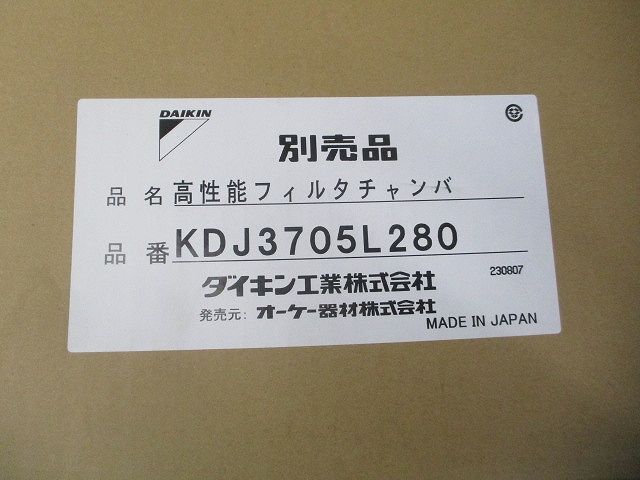 DAIKIN
別売品
品名 高性能フィルタチャンバ
品番 KDJ3705L280
ダイキン工業株式会社
230807
発売元: オーケー器材株式会社
MADE IN JAPAN